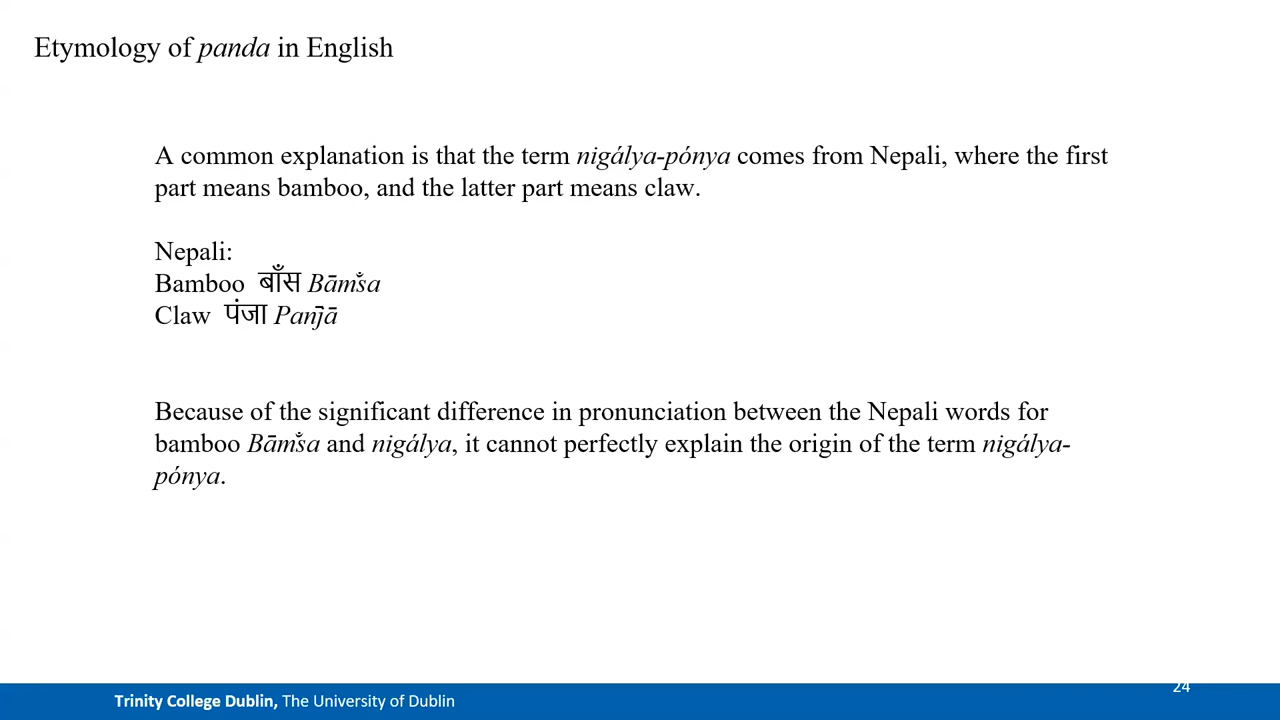 Etymology of panda in English
A common explanation is that the term nigálya-pónya comes from Nepali, where the first
part means bamboo, and the latter part means claw.
Nepali:
Bamboo बाँस Bām̐sa
Claw पंजा Pan̄jā
Because of the significant difference in pronunciation between the Nepali words for
bamboo Bām̐sa and nigálya, it cannot perfectly explain the origin of the term nigálya-
pónya.
24
Trinity College Dublin, The University of Dublin